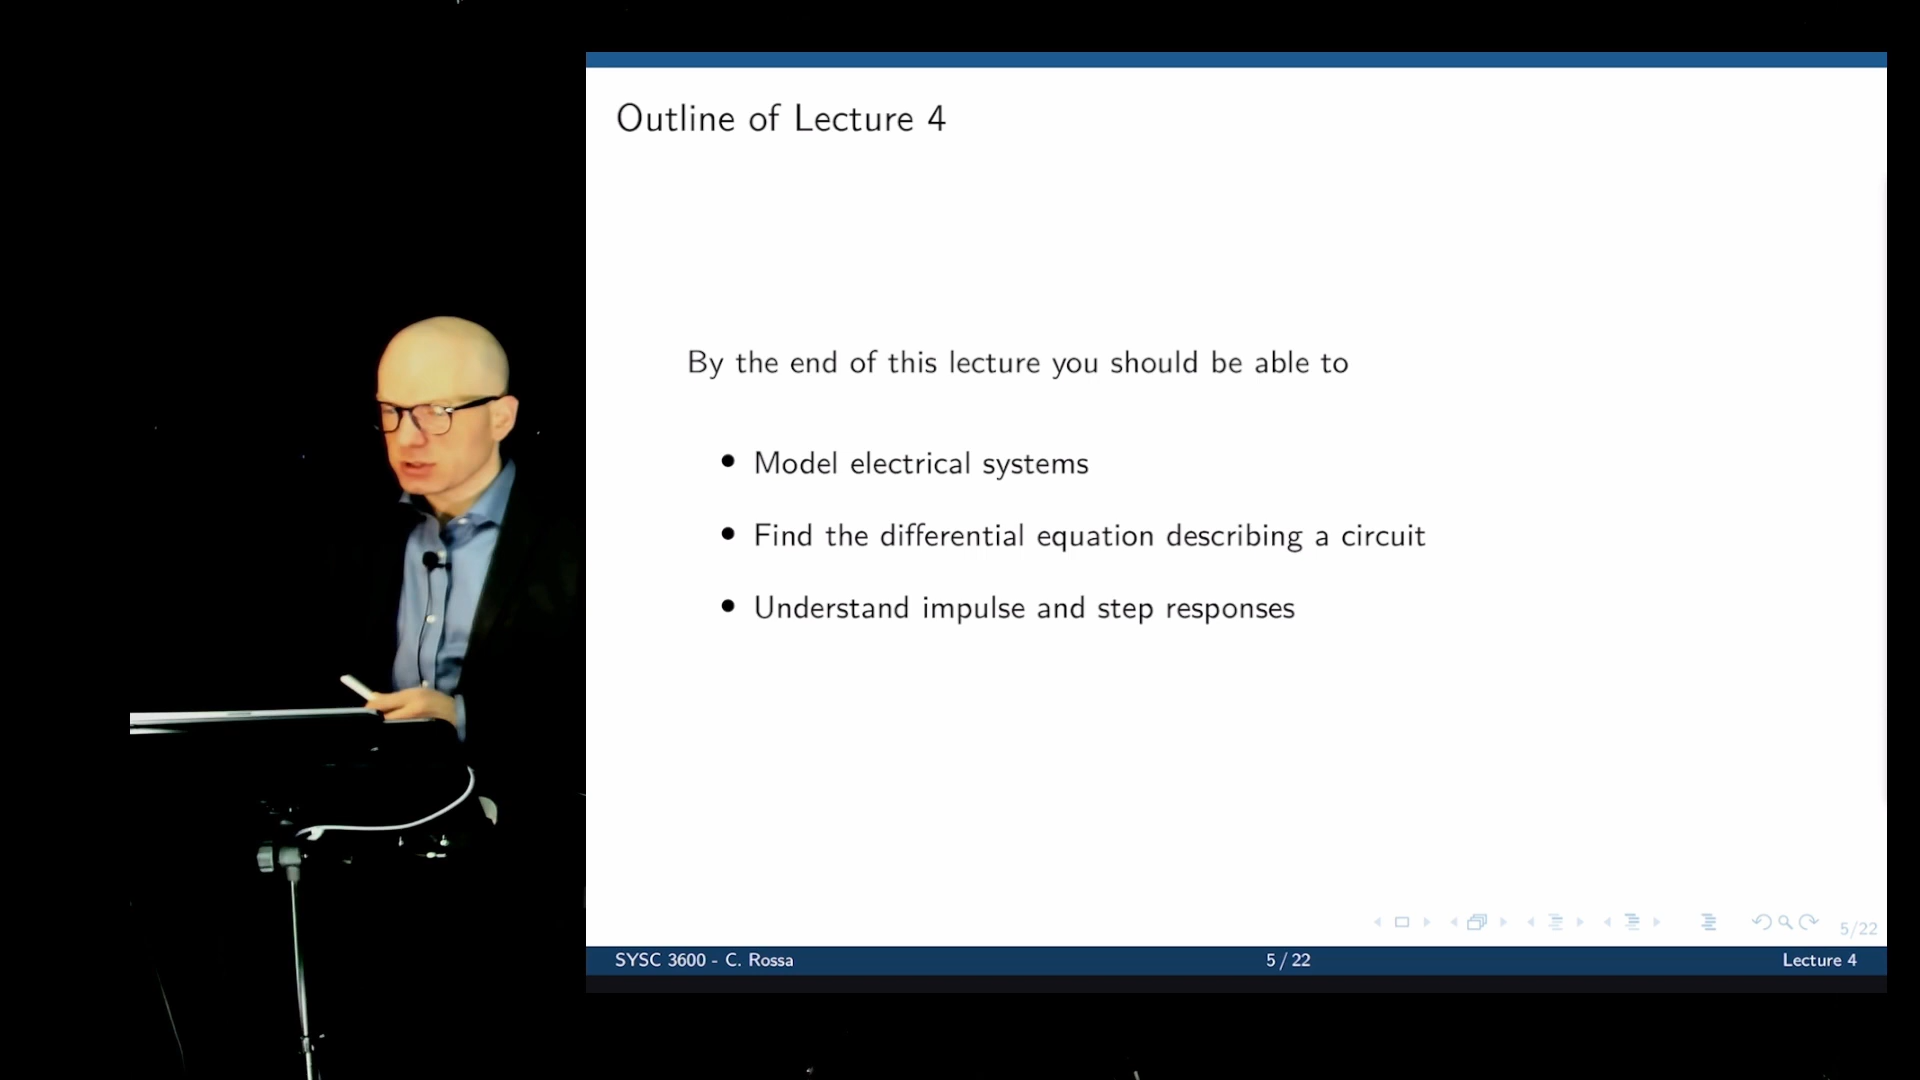 Outline of Lecture 4
By the end of this lecture you should be able to
• Model electrical systems
• Find the differential equation describing a circuit
• Understand impulse and step responses
5/22
SYSC 3600 - C. Rossa
5 / 22
Lecture 4